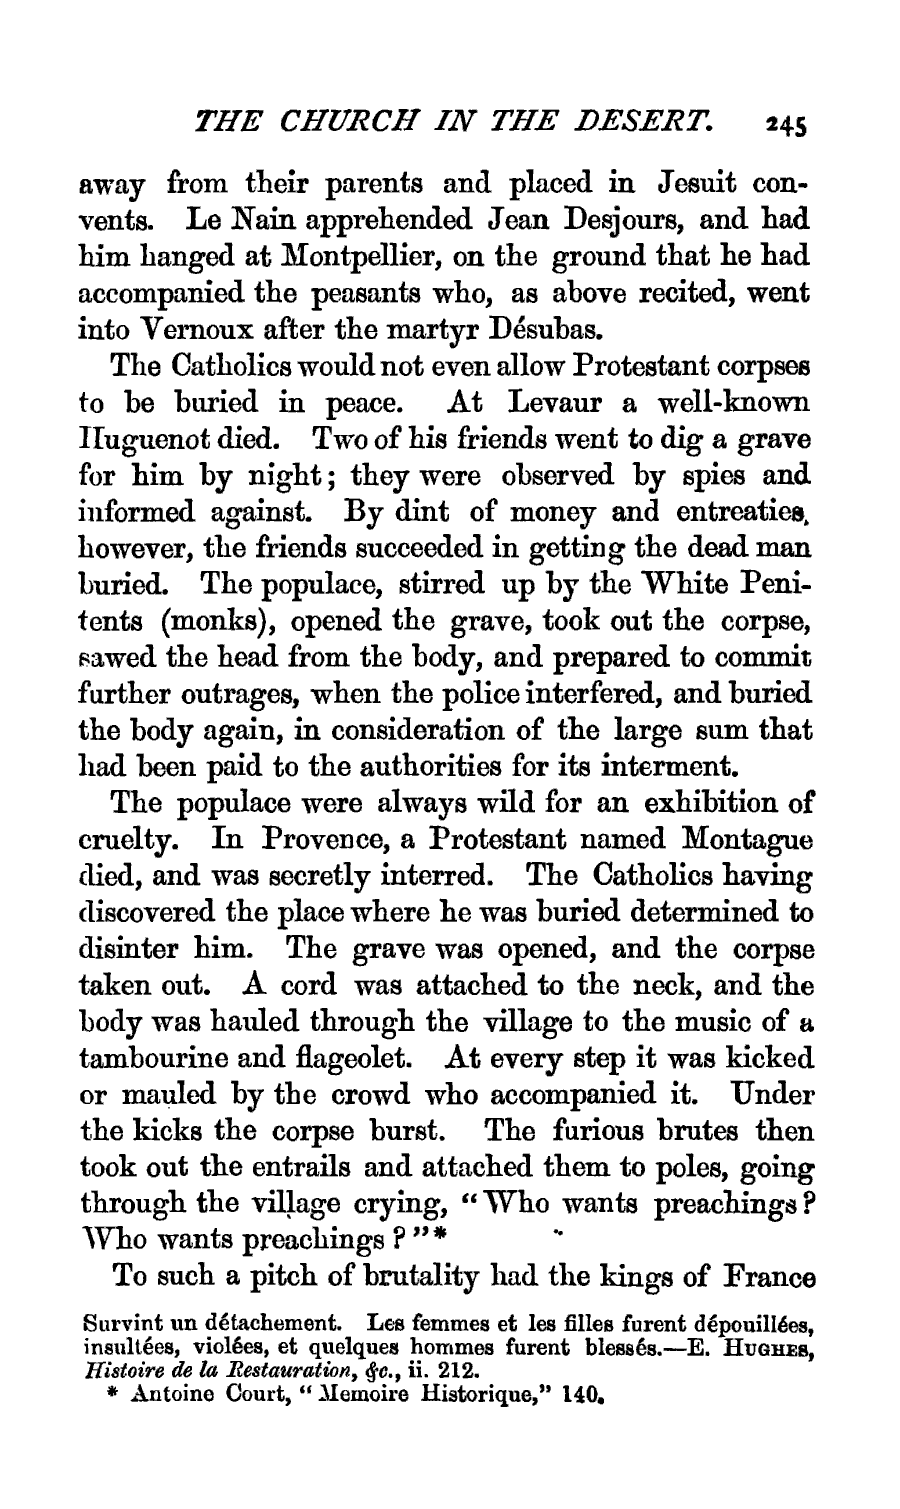 THE CHURCH IN THE DESERT. 245
away from their parents and placed in Jesuit con-
vents. Le Nain apprehended Jean Desjours, and had
him hanged at Montpellier, on the ground that he had
accompanied the peasants who, as above recited, went
into Vernoux after the martyr Désubas.
The Catholics would not even allow Protestant corpses
to be buried in peace. At Levaur a well-known
Huguenot died. Two of his friends went to dig a grave
for him by night; they were observed by spies and
informed against. By dint of money and entreaties,
however, the friends succeeded in getting the dead man
buried. The populace, stirred up by the White Peni-
tents (monks), opened the grave, took out the corpse,
sawed the head from the body, and prepared to commit
further outrages, when the police interfered, and buried
the body again, in consideration of the large sum that
had been paid to the authorities for its interment.
The populace were always wild for an exhibition of
cruelty. In Provence, a Protestant named Montague
died, and was secretly interred. The Catholics having
discovered the place where he was buried determined to
disinter him. The grave was opened, and the corpse
taken out. A cord was attached to the neck, and the
body was hauled through the village to the music of a
tambourine and flageolet. At every step it was kicked
or mauled by the crowd who accompanied it. Under
the kicks the corpse burst. The furious brutes then
took out the entrails and attached them to poles, going
through the village crying, “Who wants preachings?
Who wants preachings?”*
To such a pitch of brutality had the kings of France
Survint un détachement. Les femmes et les filles furent dépouillées,
insultées, violées, et quelques hommes furent blessés.—E. HUGHES,
Histoire de la Restauration, &c., ii. 212.
* Antoine Court, “Memoire Historique,” 140.